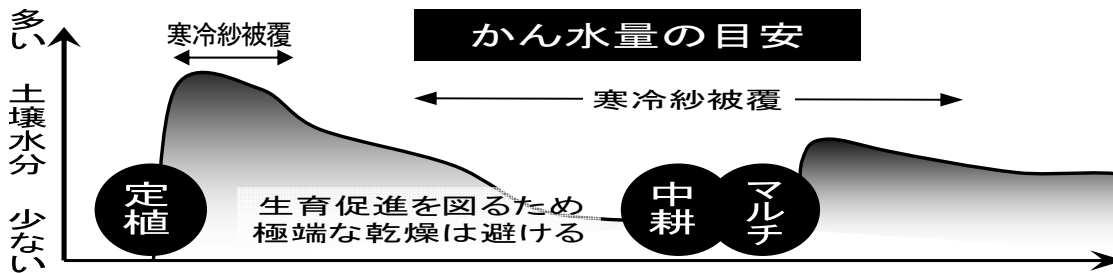 かん水量の目安
多い
土壌水分
少ない
寒冷紗被覆
寒冷紗被覆
定植
生育促進を図るため
極端な乾燥は避ける
中耕
マルチ